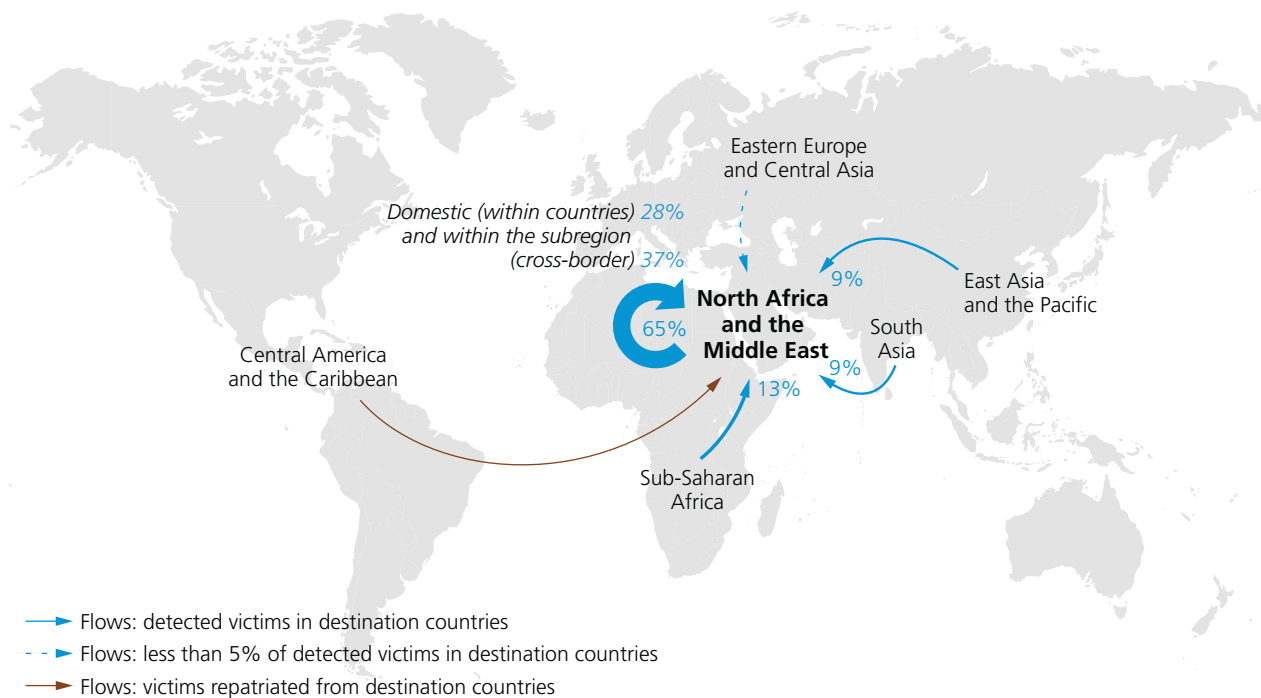 Eastern Europe
and Central Asia
Domestic (within countries) 28%
and within the subregion
(cross-border) 37%
9%
East Asia
and the Pacific
North Africa
and the
Middle East
65%
South
Asia
9%
Central America
and the Caribbean
13%
Sub-Saharan
Africa
Flows: detected victims in destination countries
Flows: less than 5% of detected victims in destination countries
Flows: victims repatriated from destination countries